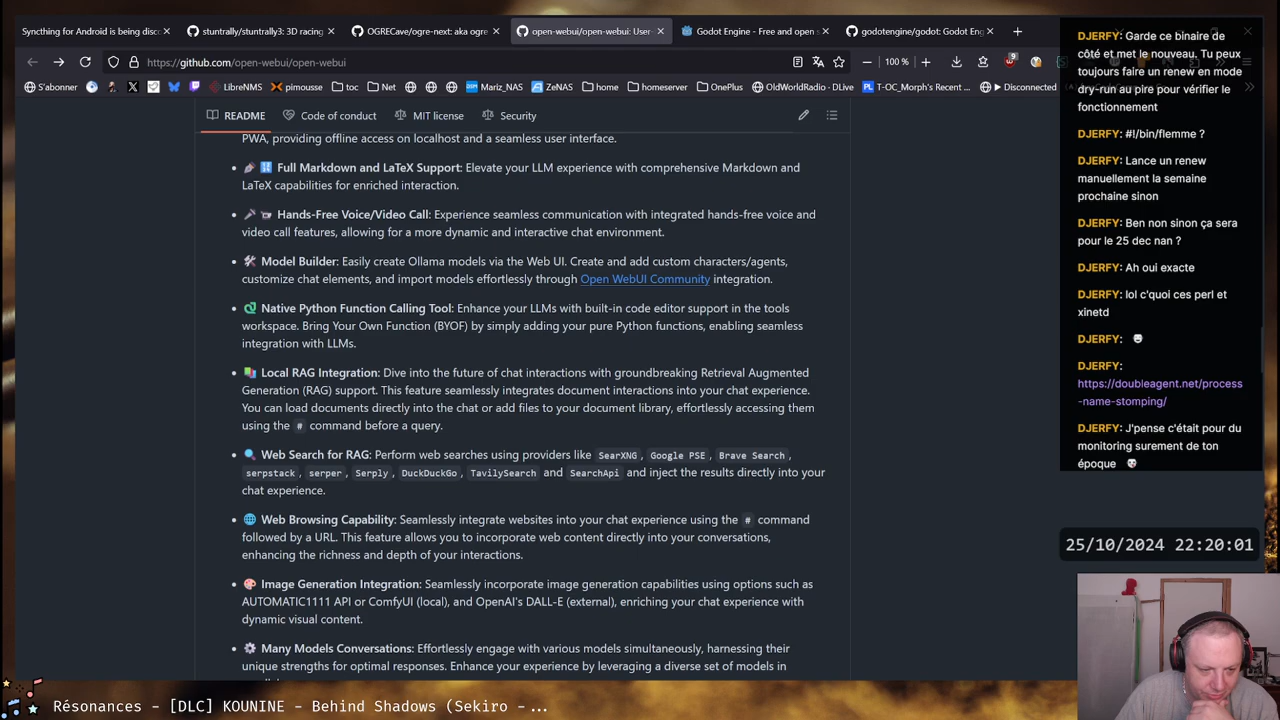 Syncthing for Android is being disc
stuntrally/stuntrally3: 3D racing
OGRECave/ogre-next: aka ogre
open-webui/open-webui: User-
Godot Engine - Free and open s
godotengine/godot: Godot Eng
https://github.com/open-webui/open-webui
100 %
9
S'abonner
LibreNMS
pimousse
toc
Net
Mariz_NAS
ZeNAS
home
homeserver
OnePlus
OldWorldRadio - DLive
T-OC_Morph's Recent ...
Disconnected
README
Code of conduct
MIT license
Security
PWA, providing offline access on localhost and a seamless user interface.
Full Markdown and LaTeX Support: Elevate your LLM experience with comprehensive Markdown and
LaTeX capabilities for enriched interaction.
Hands-Free Voice/Video Call: Experience seamless communication with integrated hands-free voice and
video call features, allowing for a more dynamic and interactive chat environment.
Model Builder: Easily create Ollama models via the Web UI. Create and add custom characters/agents,
customize chat elements, and import models effortlessly through Open WebUI Community integration.
Native Python Function Calling Tool: Enhance your LLMs with built-in code editor support in the tools
workspace. Bring Your Own Function (BYOF) by simply adding your pure Python functions, enabling seamless
integration with LLMs.
Local RAG Integration: Dive into the future of chat interactions with groundbreaking Retrieval Augmented
Generation (RAG) support. This feature seamlessly integrates document interactions into your chat experience.
You can load documents directly into the chat or add files to your document library, effortlessly accessing them
using the # command before a query.
Web Search for RAG: Perform web searches using providers like SearXNG, Google PSE, Brave Search,
serpstack, serper, Serply, DuckDuckGo, TavilySearch and SearchApi and inject the results directly into your
chat experience.
Web Browsing Capability: Seamlessly integrate websites into your chat experience using the # command
followed by a URL. This feature allows you to incorporate web content directly into your conversations,
enhancing the richness and depth of your interactions.
Image Generation Integration: Seamlessly incorporate image generation capabilities using options such as
AUTOMATIC1111 API or ComfyUI (local), and OpenAI's DALL-E (external), enriching your chat experience with
dynamic visual content.
Many Models Conversations: Effortlessly engage with various models simultaneously, harnessing their
unique strengths for optimal responses. Enhance your experience by leveraging a diverse set of models in
DJERFY: Garde ce binaire de
côté et met le nouveau. Tu peux
toujours faire un renew en mode
dry-run au pire pour vérifier le
fonctionnement
DJERFY: #!/bin/flemme ?
DJERFY: Lance un renew
manuellement la semaine
prochaine sinon
DJERFY: Ben non sinon ça sera
pour le 25 dec nan ?
DJERFY: Ah oui exacte
DJERFY: lol c'quoi ces perl et
xinetd
DJERFY:
DJERFY:
https://doubleagent.net/process
-name-stomping/
DJERFY: J'pense c'était pour du
monitoring surement de ton
époque
25/10/2024 22:20:01
Résonances - [DLC] KOUNINE - Behind Shadows (Sekiro -...